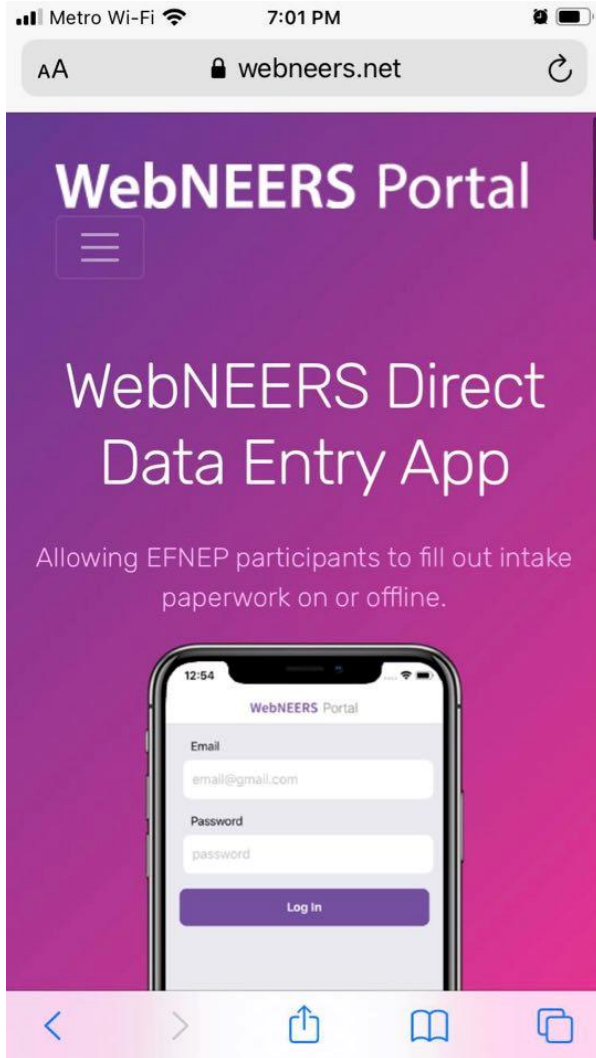 Metro Wi-Fi 7:01 PM
AA webneers.net
WebNEERS Portal
WebNEERS Direct
Data Entry App
Allowing EFNEP participants to fill out intake
paperwork on or offline.
12:54
WebNEERS Portal
Email
email@gmail.com
Password
password
Log In